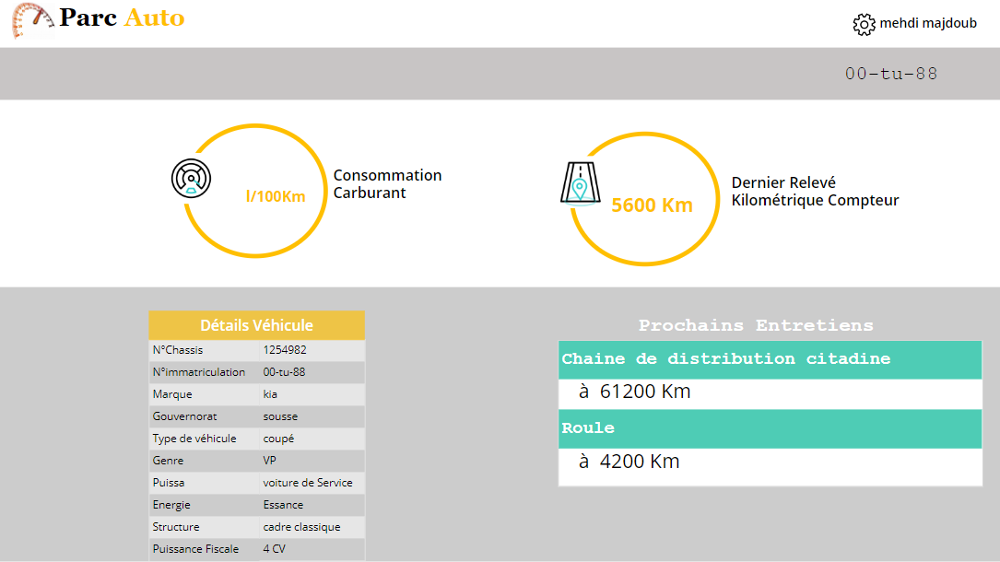 Parc Auto
mehdi majdoub
00-tu-88
l/100Km
Consommation
Carburant
5600 Km
Dernier Relevé
Kilométrique Compteur
Détails Véhicule
N°Chassis 1254982
N°immatriculation 00-tu-88
Marque kia
Gouvernorat sousse
Type de véhicule coupé
Genre VP
Puissa voiture de Service
Energie Essance
Structure cadre classique
Puissance Fiscale 4 CV
Prochains Entretiens
Chaine de distribution citadine
à 61200 Km
Roule
à 4200 Km